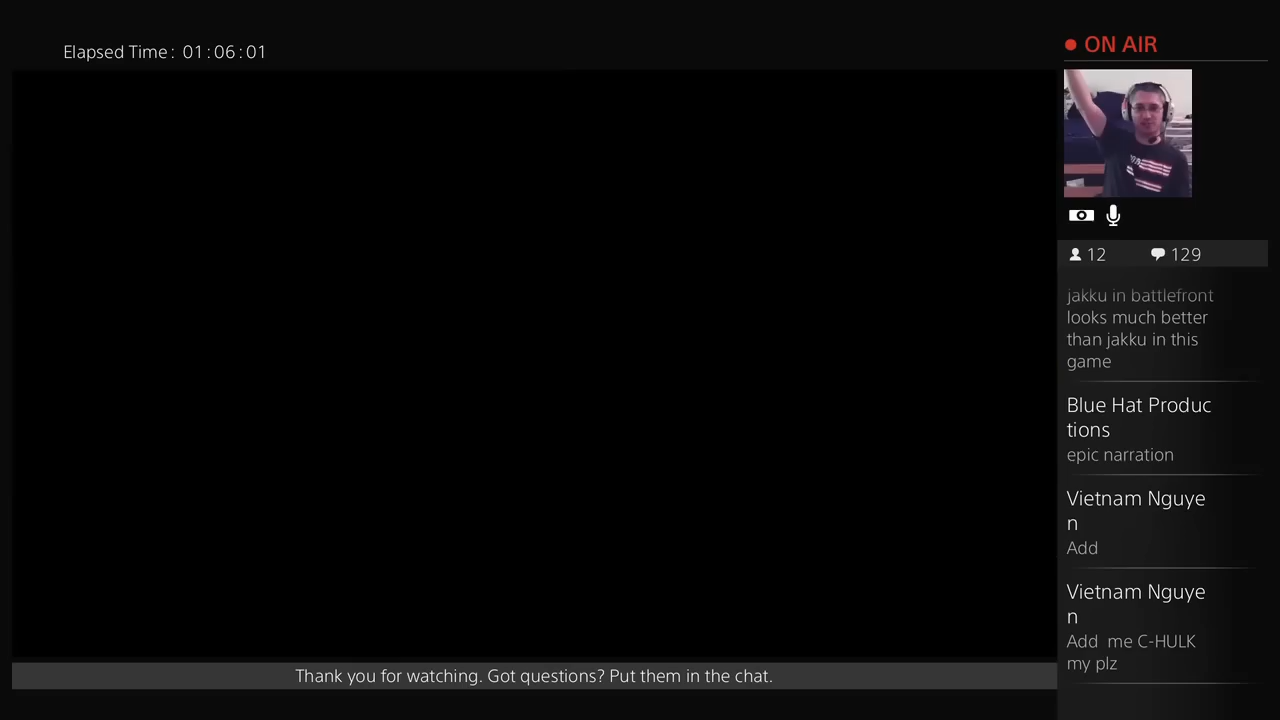 Elapsed Time: 01:06:01
ON AIR
12 129
jakku in battlefront
looks much better
than jakku in this
game
Blue Hat Produc
tions
epic narration
Vietnam Nguye
n
Add
Vietnam Nguye
n
Add me C-HULK
my plz
Thank you for watching. Got questions? Put them in the chat.